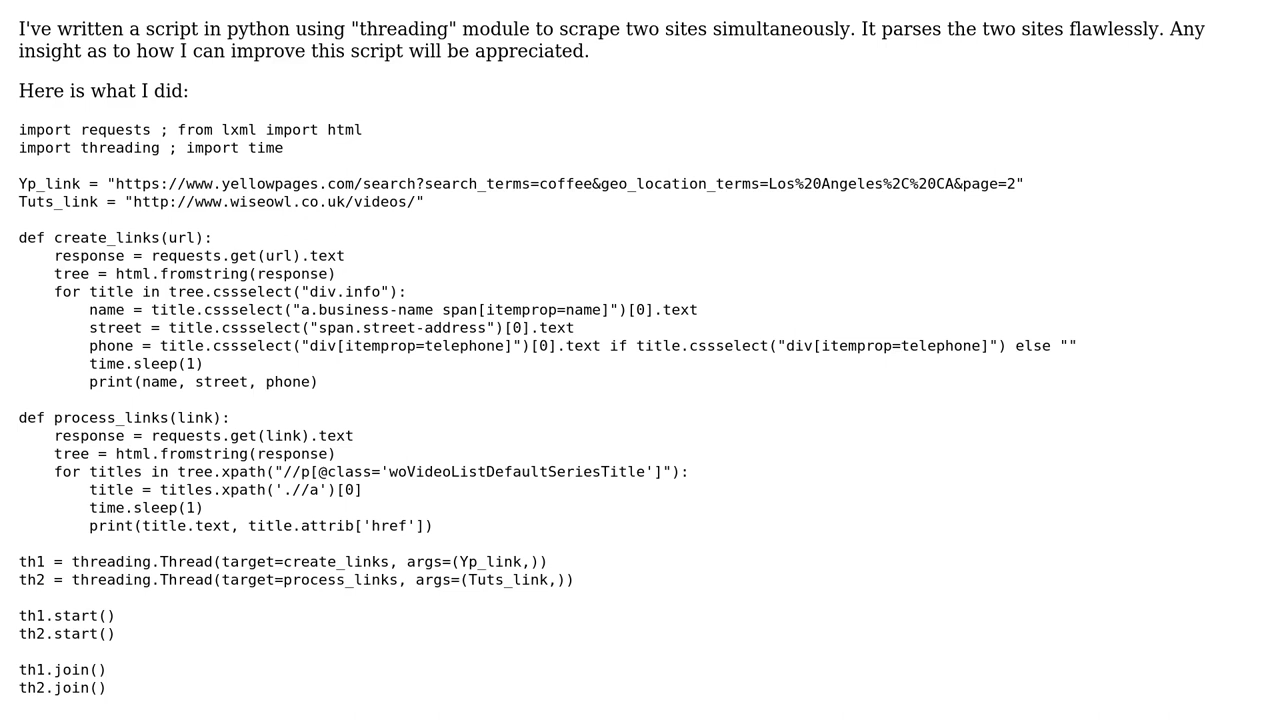 I've written a script in python using "threading" module to scrape two sites simultaneously. It parses the two sites flawlessly. Any
insight as to how I can improve this script will be appreciated.
Here is what I did:
import requests ; from lxml import html
import threading ; import time
Yp_link = "https://www.yellowpages.com/search?search_terms=coffee&geo_location_terms=Los%20Angeles%2C%20CA&page=2"
Tuts_link = "http://www.wiseowl.co.uk/videos/"
def create_links(url):
    response = requests.get(url).text
    tree = html.fromstring(response)
    for title in tree.cssselect("div.info"):
        name = title.cssselect("a.business-name span[itemprop=name]")[0].text
        street = title.cssselect("span.street-address")[0].text
        phone = title.cssselect("div[itemprop=telephone]")[0].text if title.cssselect("div[itemprop=telephone]") else ""
        time.sleep(1)
        print(name, street, phone)
def process_links(link):
    response = requests.get(link).text
    tree = html.fromstring(response)
    for titles in tree.xpath("//p[@class='woVideoListDefaultSeriesTitle']"):
        title = titles.xpath('.//a')[0]
        time.sleep(1)
        print(title.text, title.attrib['href'])
th1 = threading.Thread(target=create_links, args=(Yp_link,))
th2 = threading.Thread(target=process_links, args=(Tuts_link,))
th1.start()
th2.start()
th1.join()
th2.join()